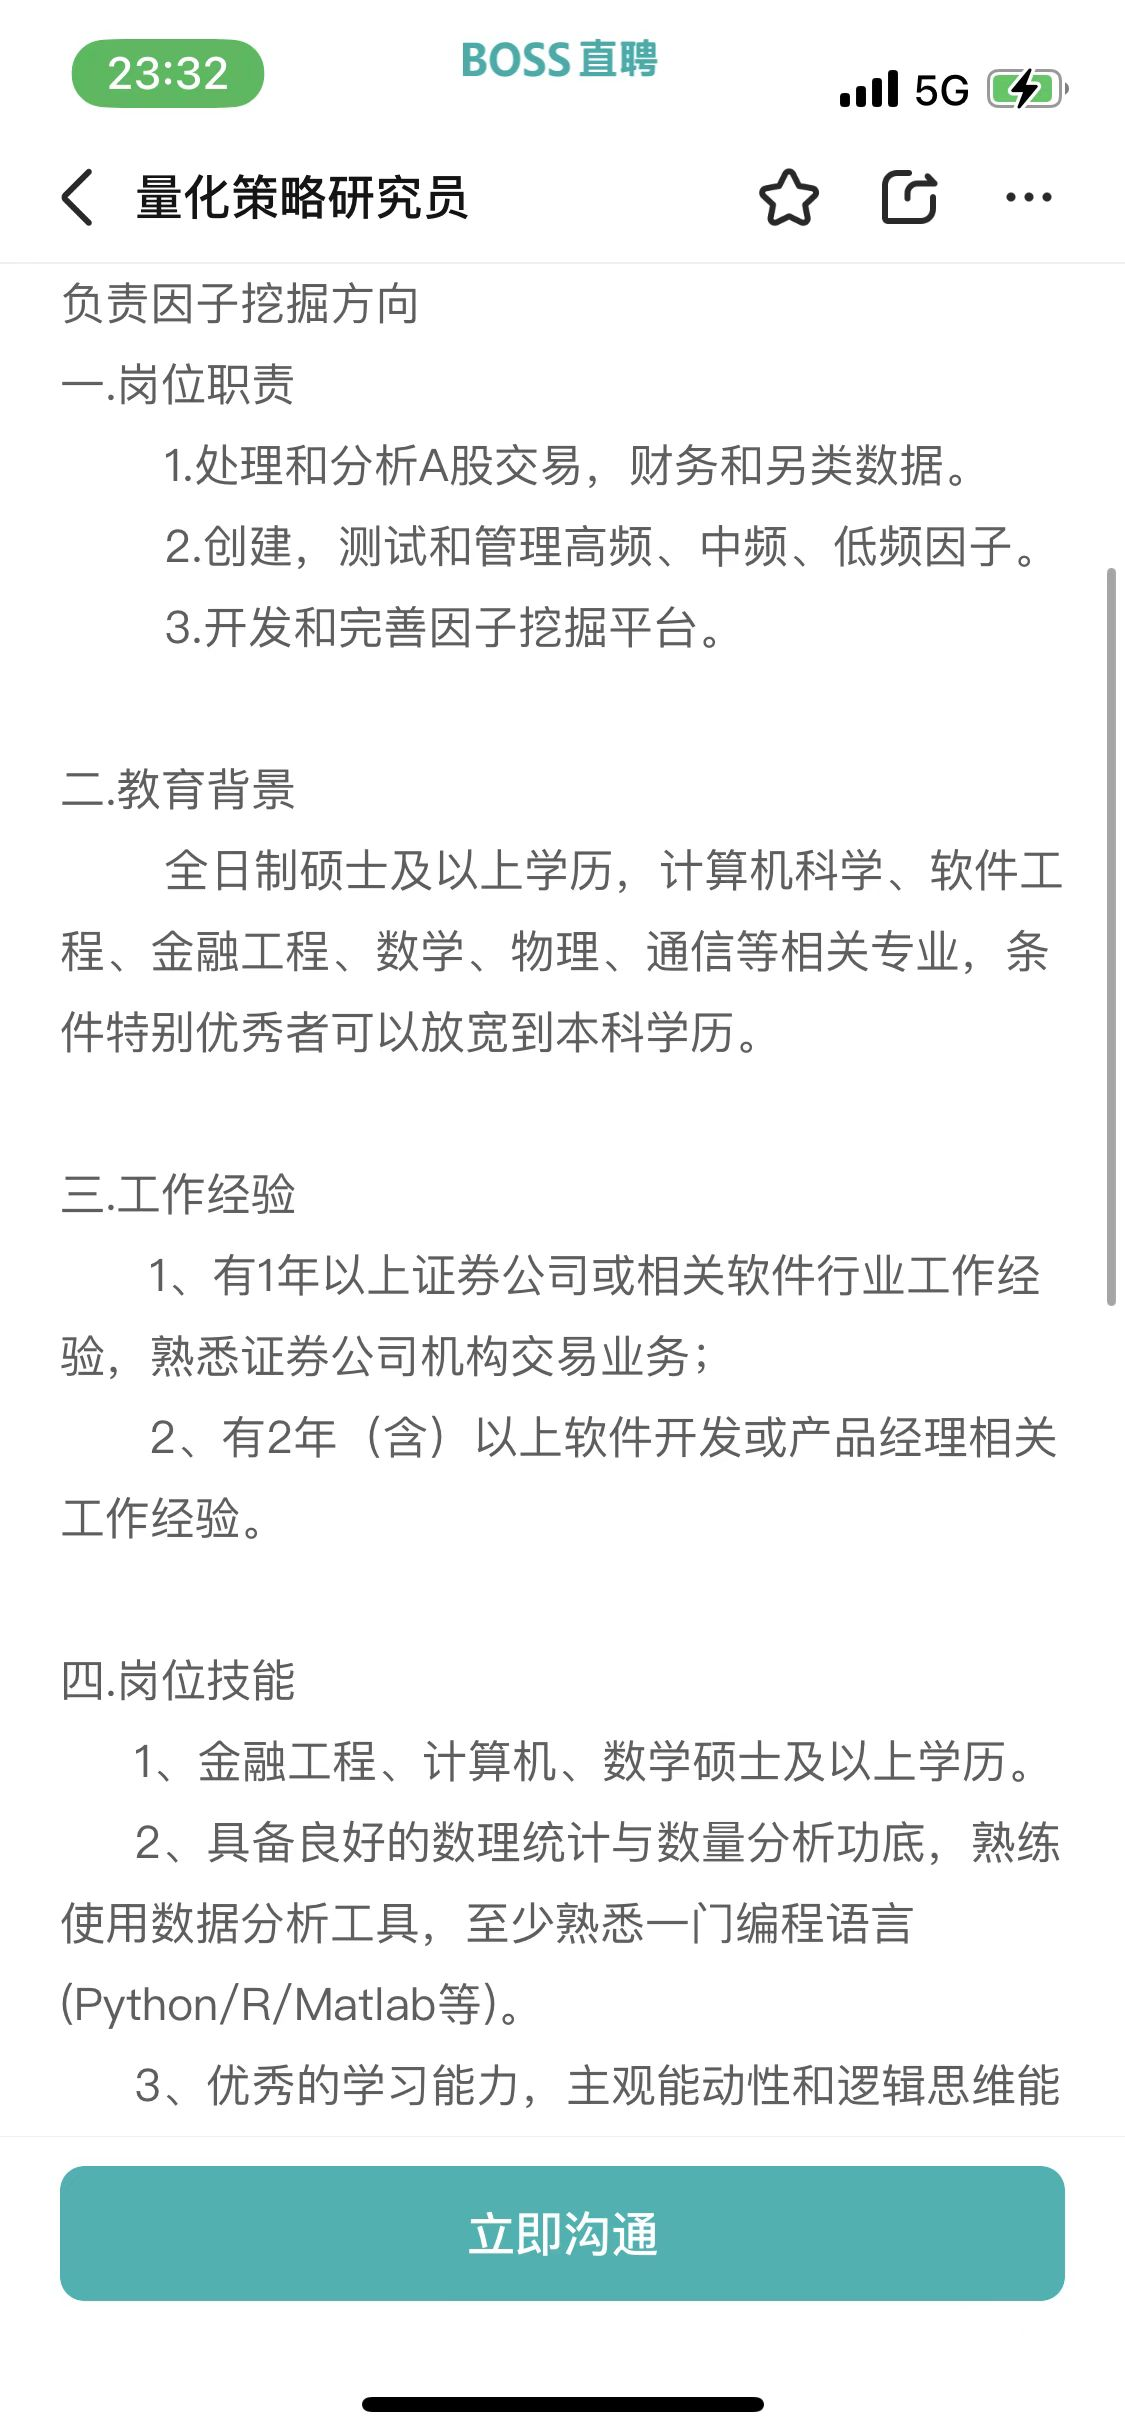 23:32
BOSS 直聘
5G
量化策略研究员
负责因子挖掘方向
一.岗位职责
1.处理和分析A股交易，财务和另类数据。
2.创建，测试和管理高频、中频、低频因子。
3.开发和完善因子挖掘平台。
二.教育背景
全日制硕士及以上学历，计算机科学、软件工
程、金融工程、数学、物理、通信等相关专业，条
件特别优秀者可以放宽到本科学历。
三.工作经验
1、有1年以上证券公司或相关软件行业工作经
验，熟悉证券公司机构交易业务；
2、有2年（含）以上软件开发或产品经理相关
工作经验。
四.岗位技能
1、金融工程、计算机、数学硕士及以上学历。
2、具备良好的数理统计与数量分析功底，熟练
使用数据分析工具，至少熟悉一门编程语言
(Python/R/Matlab等)。
3、优秀的学习能力，主观能动性和逻辑思维能
立即沟通